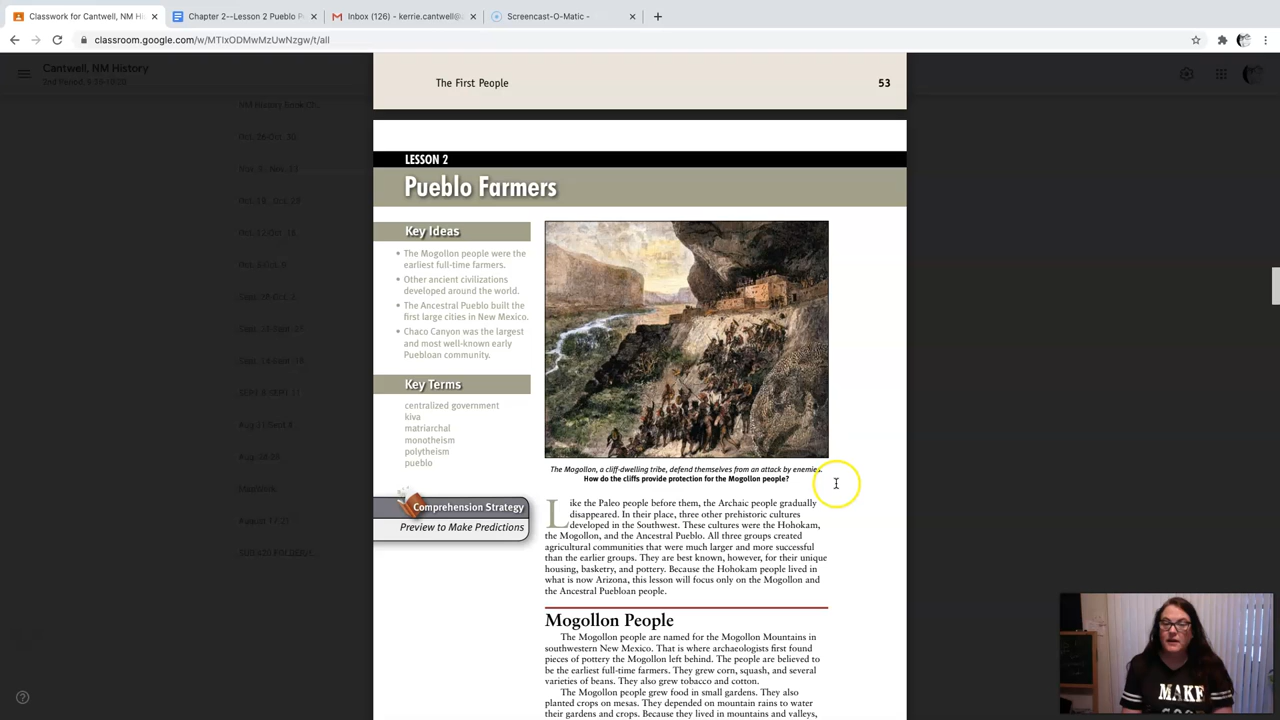 Classwork for Cantwell, NM Hi
Chapter 2--Lesson 2 Pueblo P
Inbox (126) - kerrie.cantwell@
Screencast-O-Matic -
classroom.google.com/w/MTIxODMwMzUwNzgw/t/all
Cantwell, NM History
The First People
53
LESSON 2
Pueblo Farmers
Key Ideas
• The Mogollon people were the
earliest full-time farmers.
• Other ancient civilizations
developed around the world.
• The Ancestral Pueblo built the
first large cities in New Mexico.
• Chaco Canyon was the largest
and most well-known early
Puebloan community.
Key Terms
centralized government
kiva
matriarchal
monotheism
polytheism
pueblo
Comprehension Strategy
Preview to Make Predictions
The Mogollon, a cliff-dwelling tribe, defend themselves from an attack by enemies.
How do the cliffs provide protection for the Mogollon people?
Like the Paleo people before them, the Archaic people gradually
disappeared. In their place, three other prehistoric cultures
developed in the Southwest. These cultures were the Hohokam,
the Mogollon, and the Ancestral Pueblo. All three groups created
agricultural communities that were much larger and more successful
than the earlier groups. They are best known, however, for their unique
housing, basketry, and pottery. Because the Hohokam people lived in
what is now Arizona, this lesson will focus only on the Mogollon and
the Ancestral Puebloan people.
Mogollon People
The Mogollon people are named for the Mogollon Mountains in
southwestern New Mexico. That is where archaeologists first found
pieces of pottery the Mogollon left behind. The people are believed to
be the earliest full-time farmers. They grew corn, squash, and several
varieties of beans. They also grew tobacco and cotton.
The Mogollon people grew food in small gardens. They also
planted crops on mesas. They depended on mountain rains to water
their gardens and crops. Because they lived in mountains and valleys,
MAKE